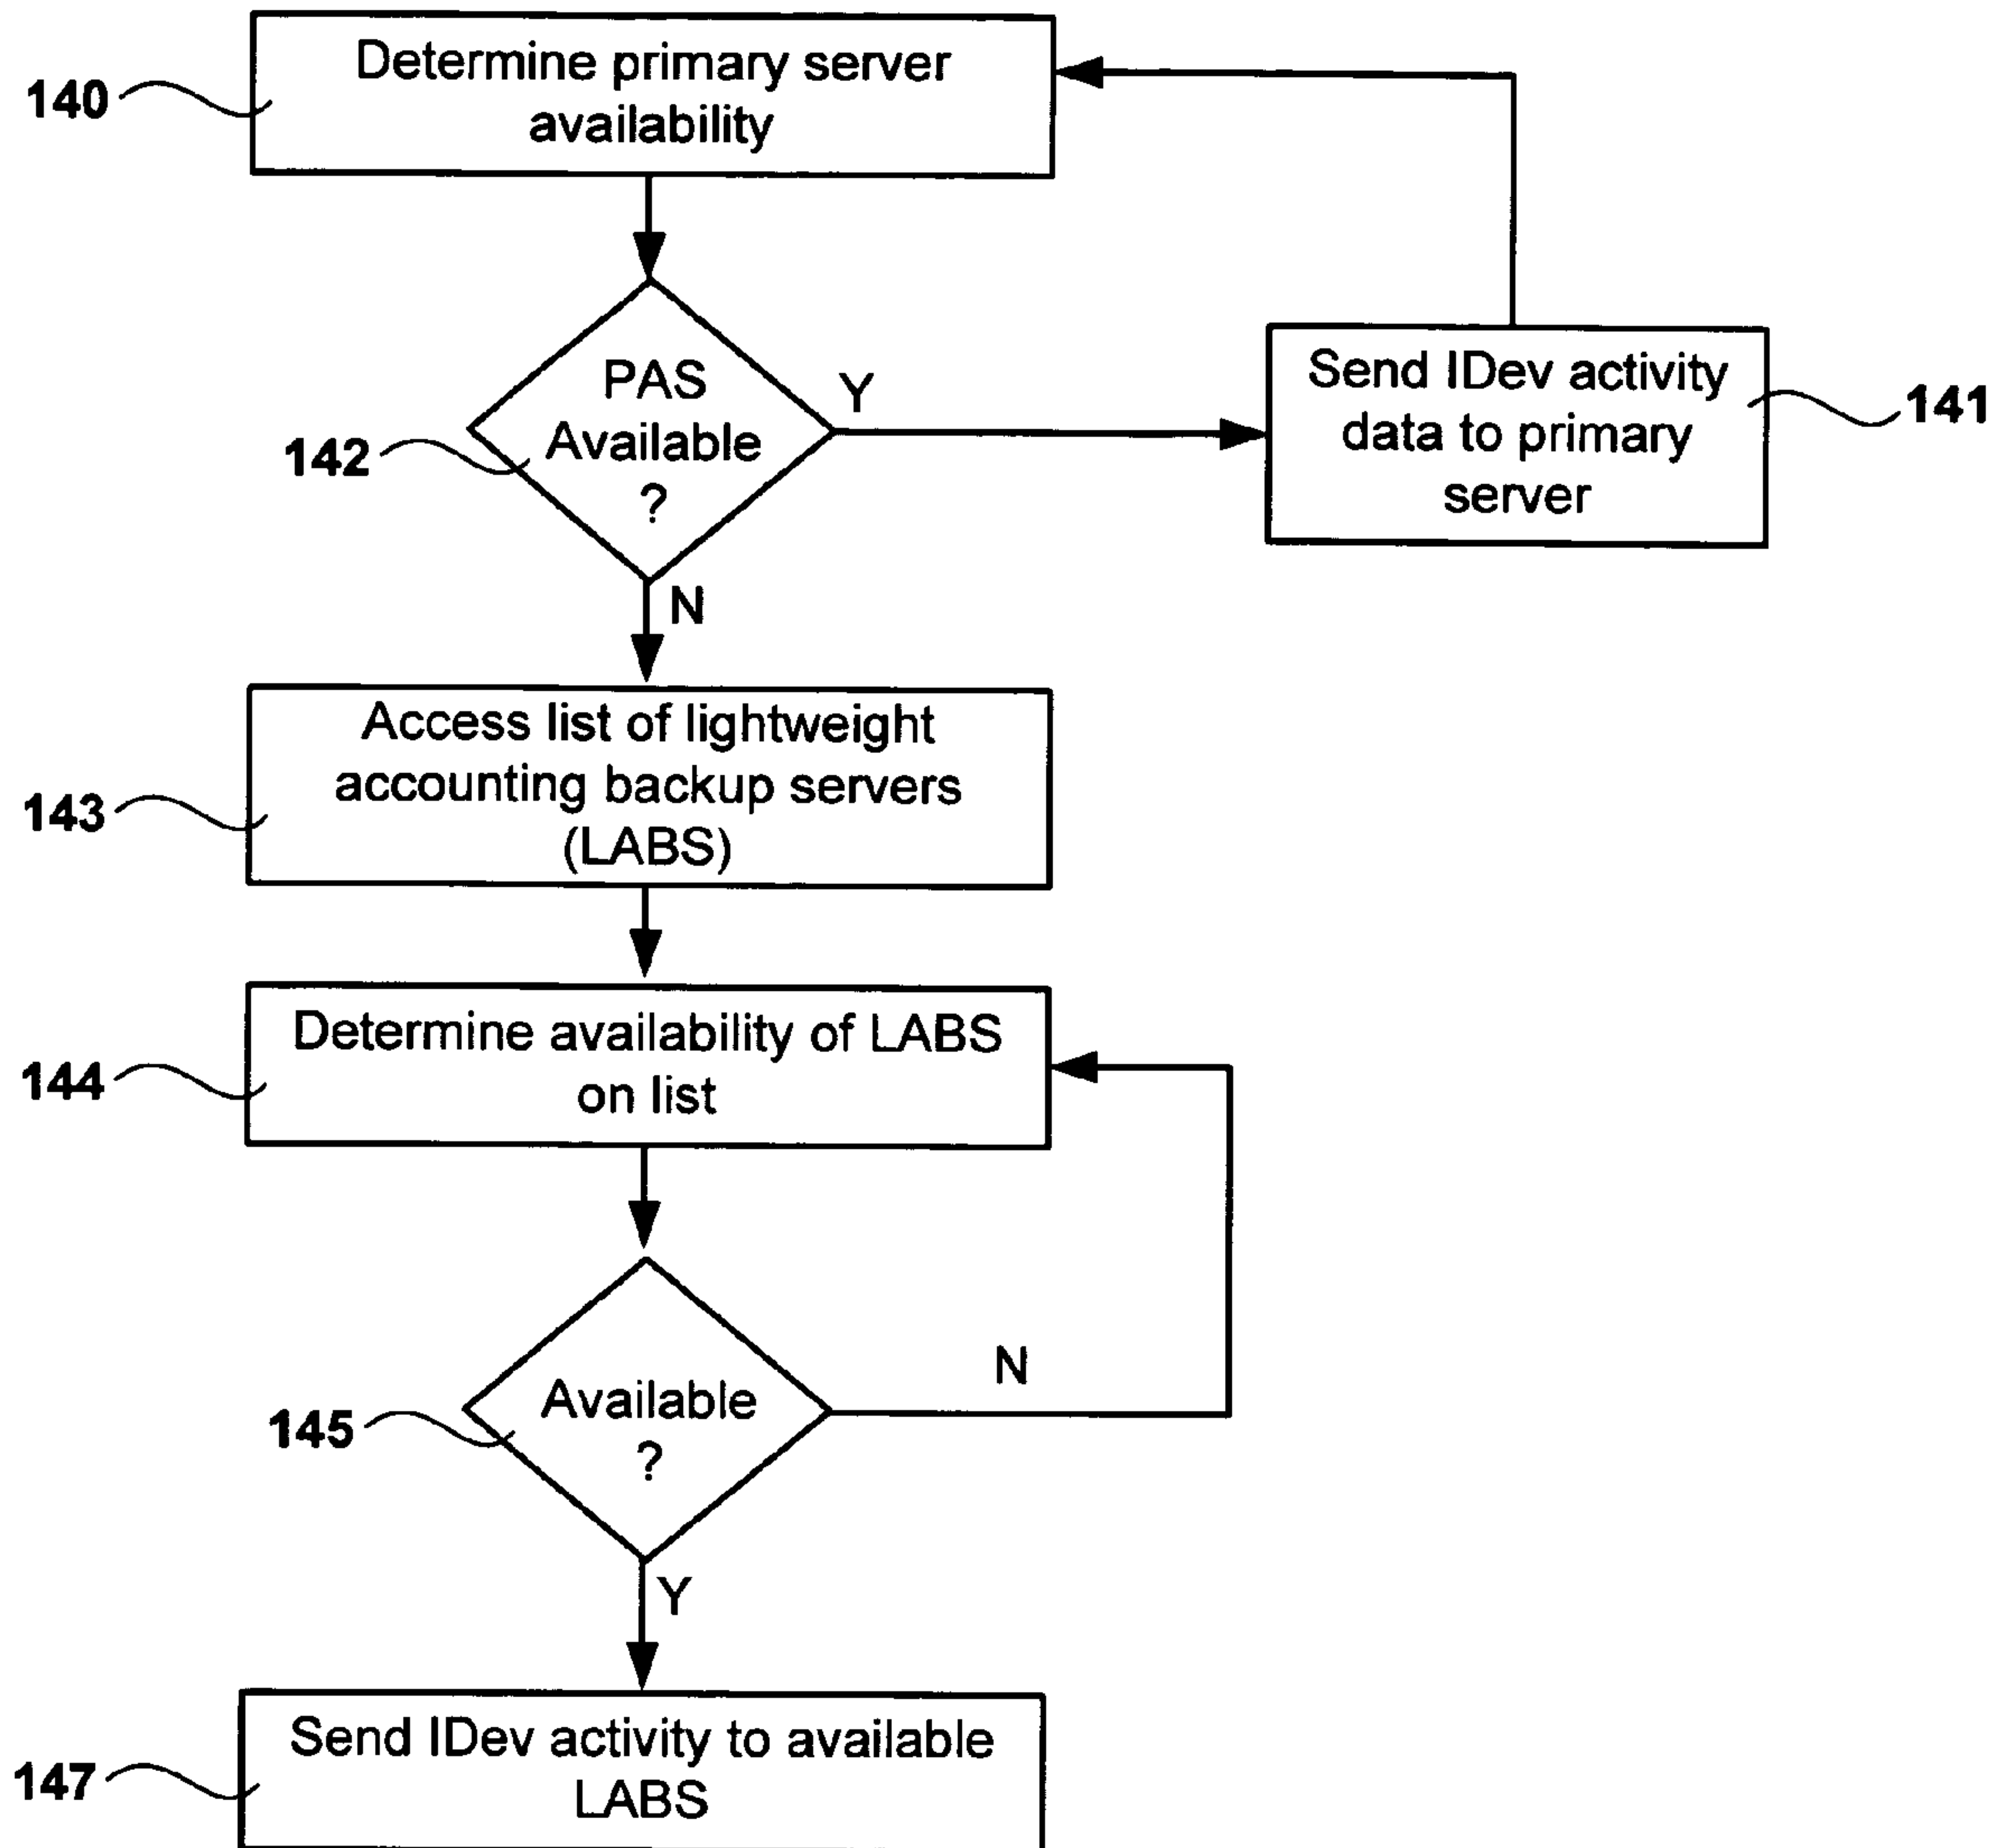 Determine primary server
availability
140
PAS
Available
?
142
Y
Send IDev activity
data to primary
server
141
N
Access list of lightweight
accounting backup servers
(LABS)
143
Determine availability of LABS
on list
144
Available
?
145
N
Y
Send IDev activity to available
LABS
147